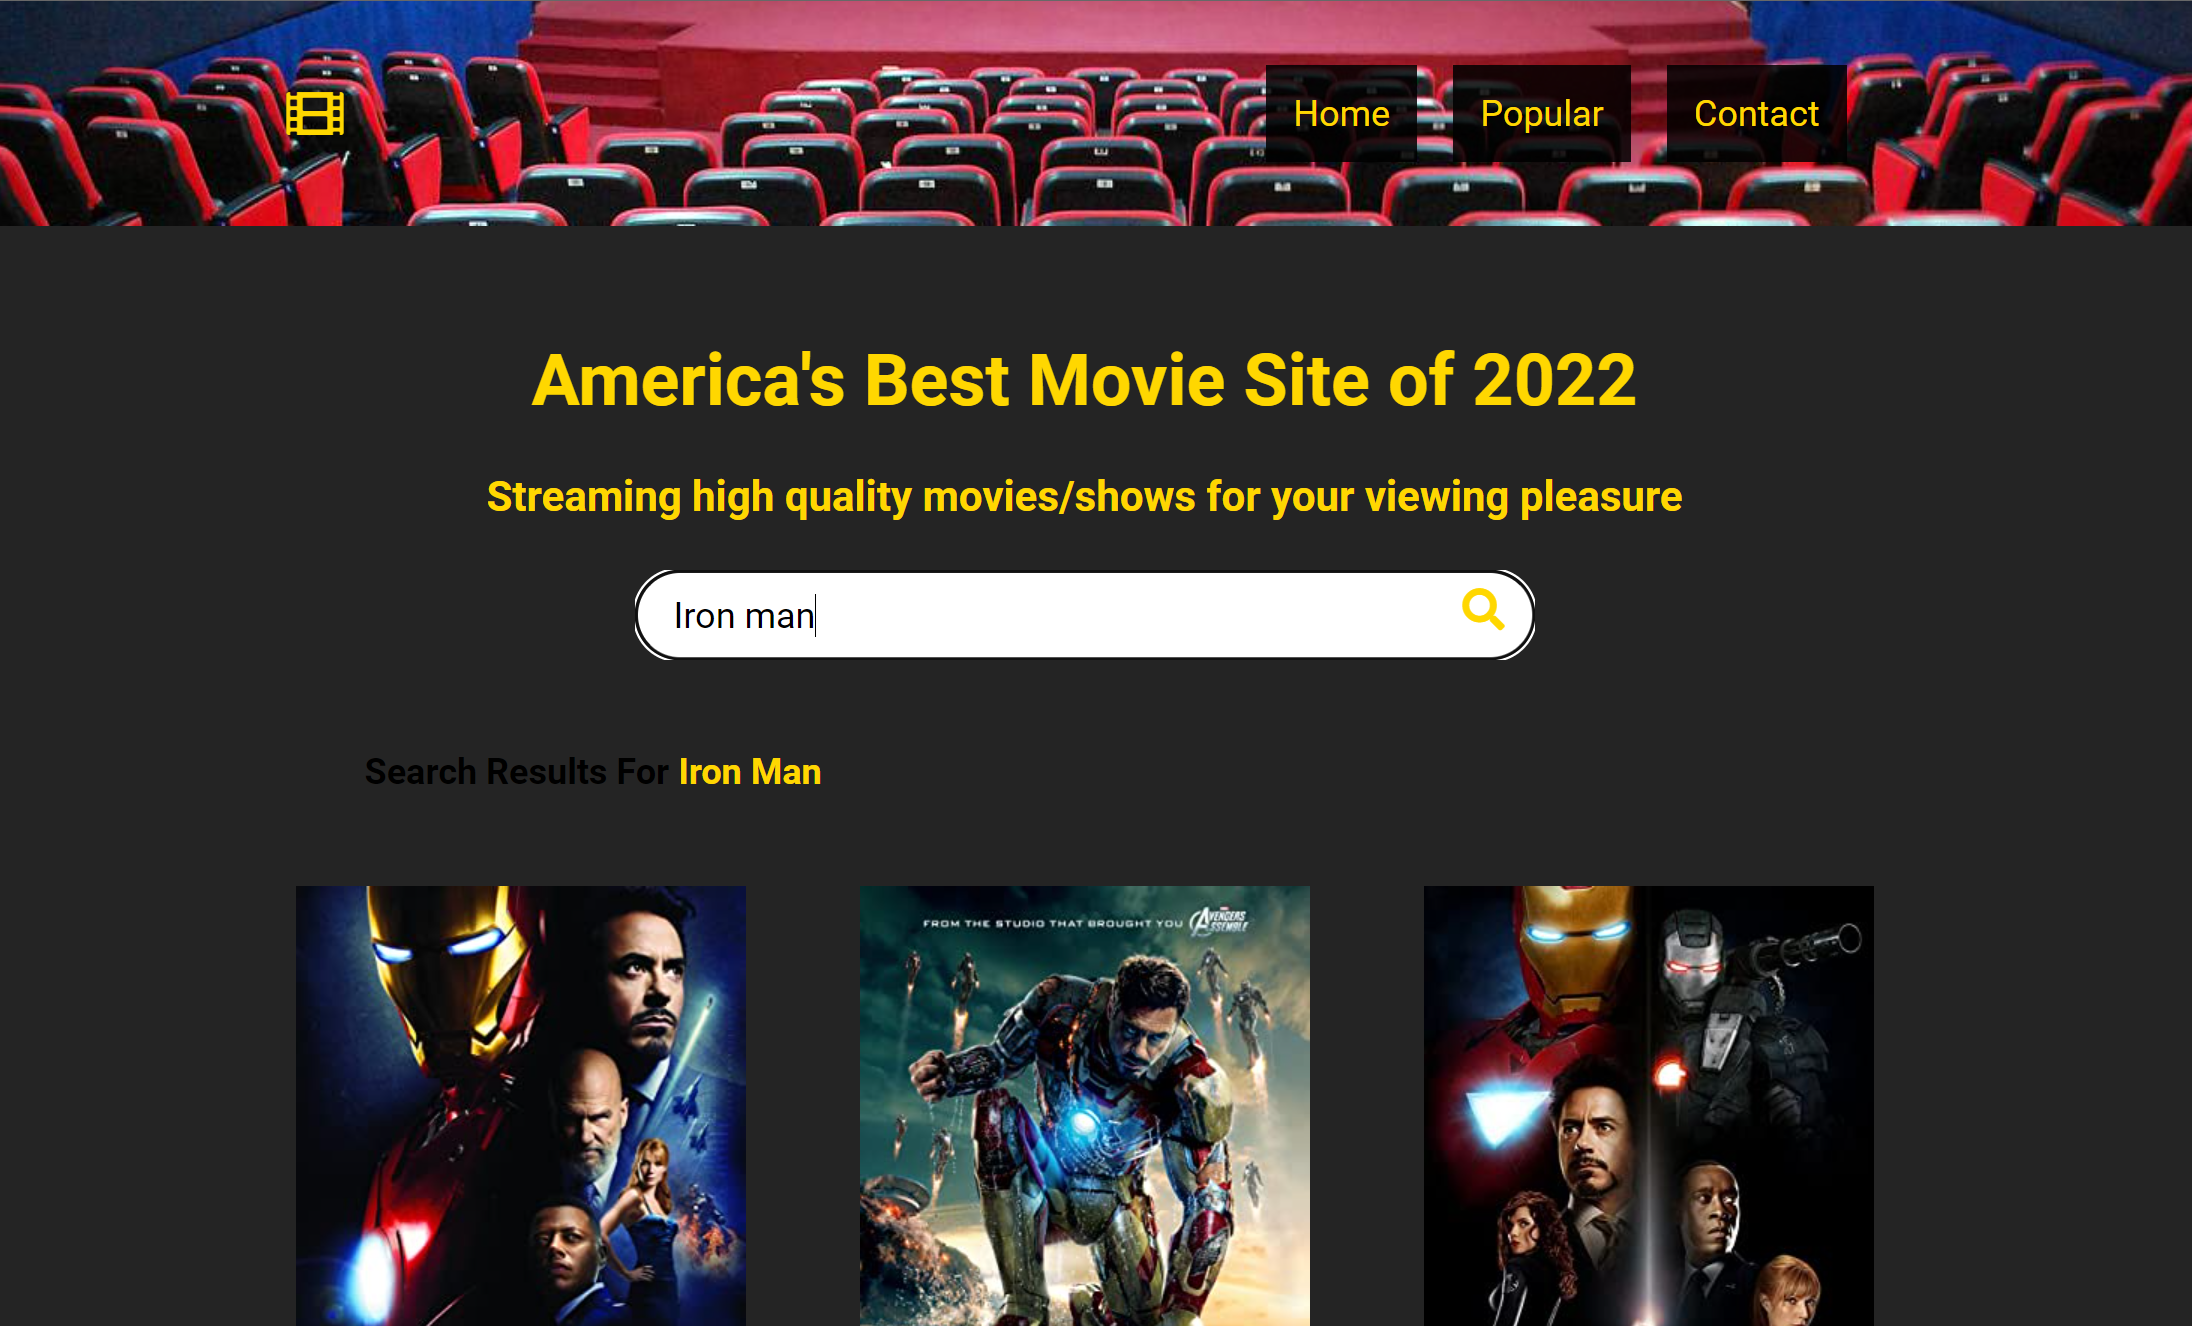 Home
Popular
Contact
America's Best Movie Site of 2022
Streaming high quality movies/shows for your viewing pleasure
Iron man
Search Results For Iron Man
FROM THE STUDIO THAT BROUGHT YOU
AVENGERS
ASSEMBLE